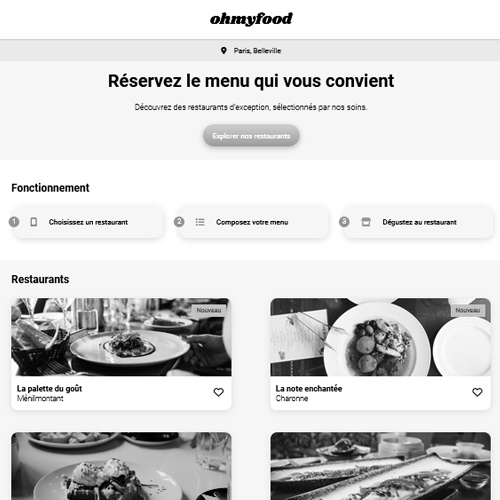 ohmyfood
Paris, Belleville
Réservez le menu qui vous convient
Découvrez des restaurants d'exception, sélectionnés par nos soins.
Explorer nos restaurants
Fonctionnement
1 Choisissez un restaurant
2 Composez votre menu
3 Dégustez au restaurant
Restaurants
Nouveau
Nouveau
La palette du goût
Ménilmontant
La note enchantée
Charonne